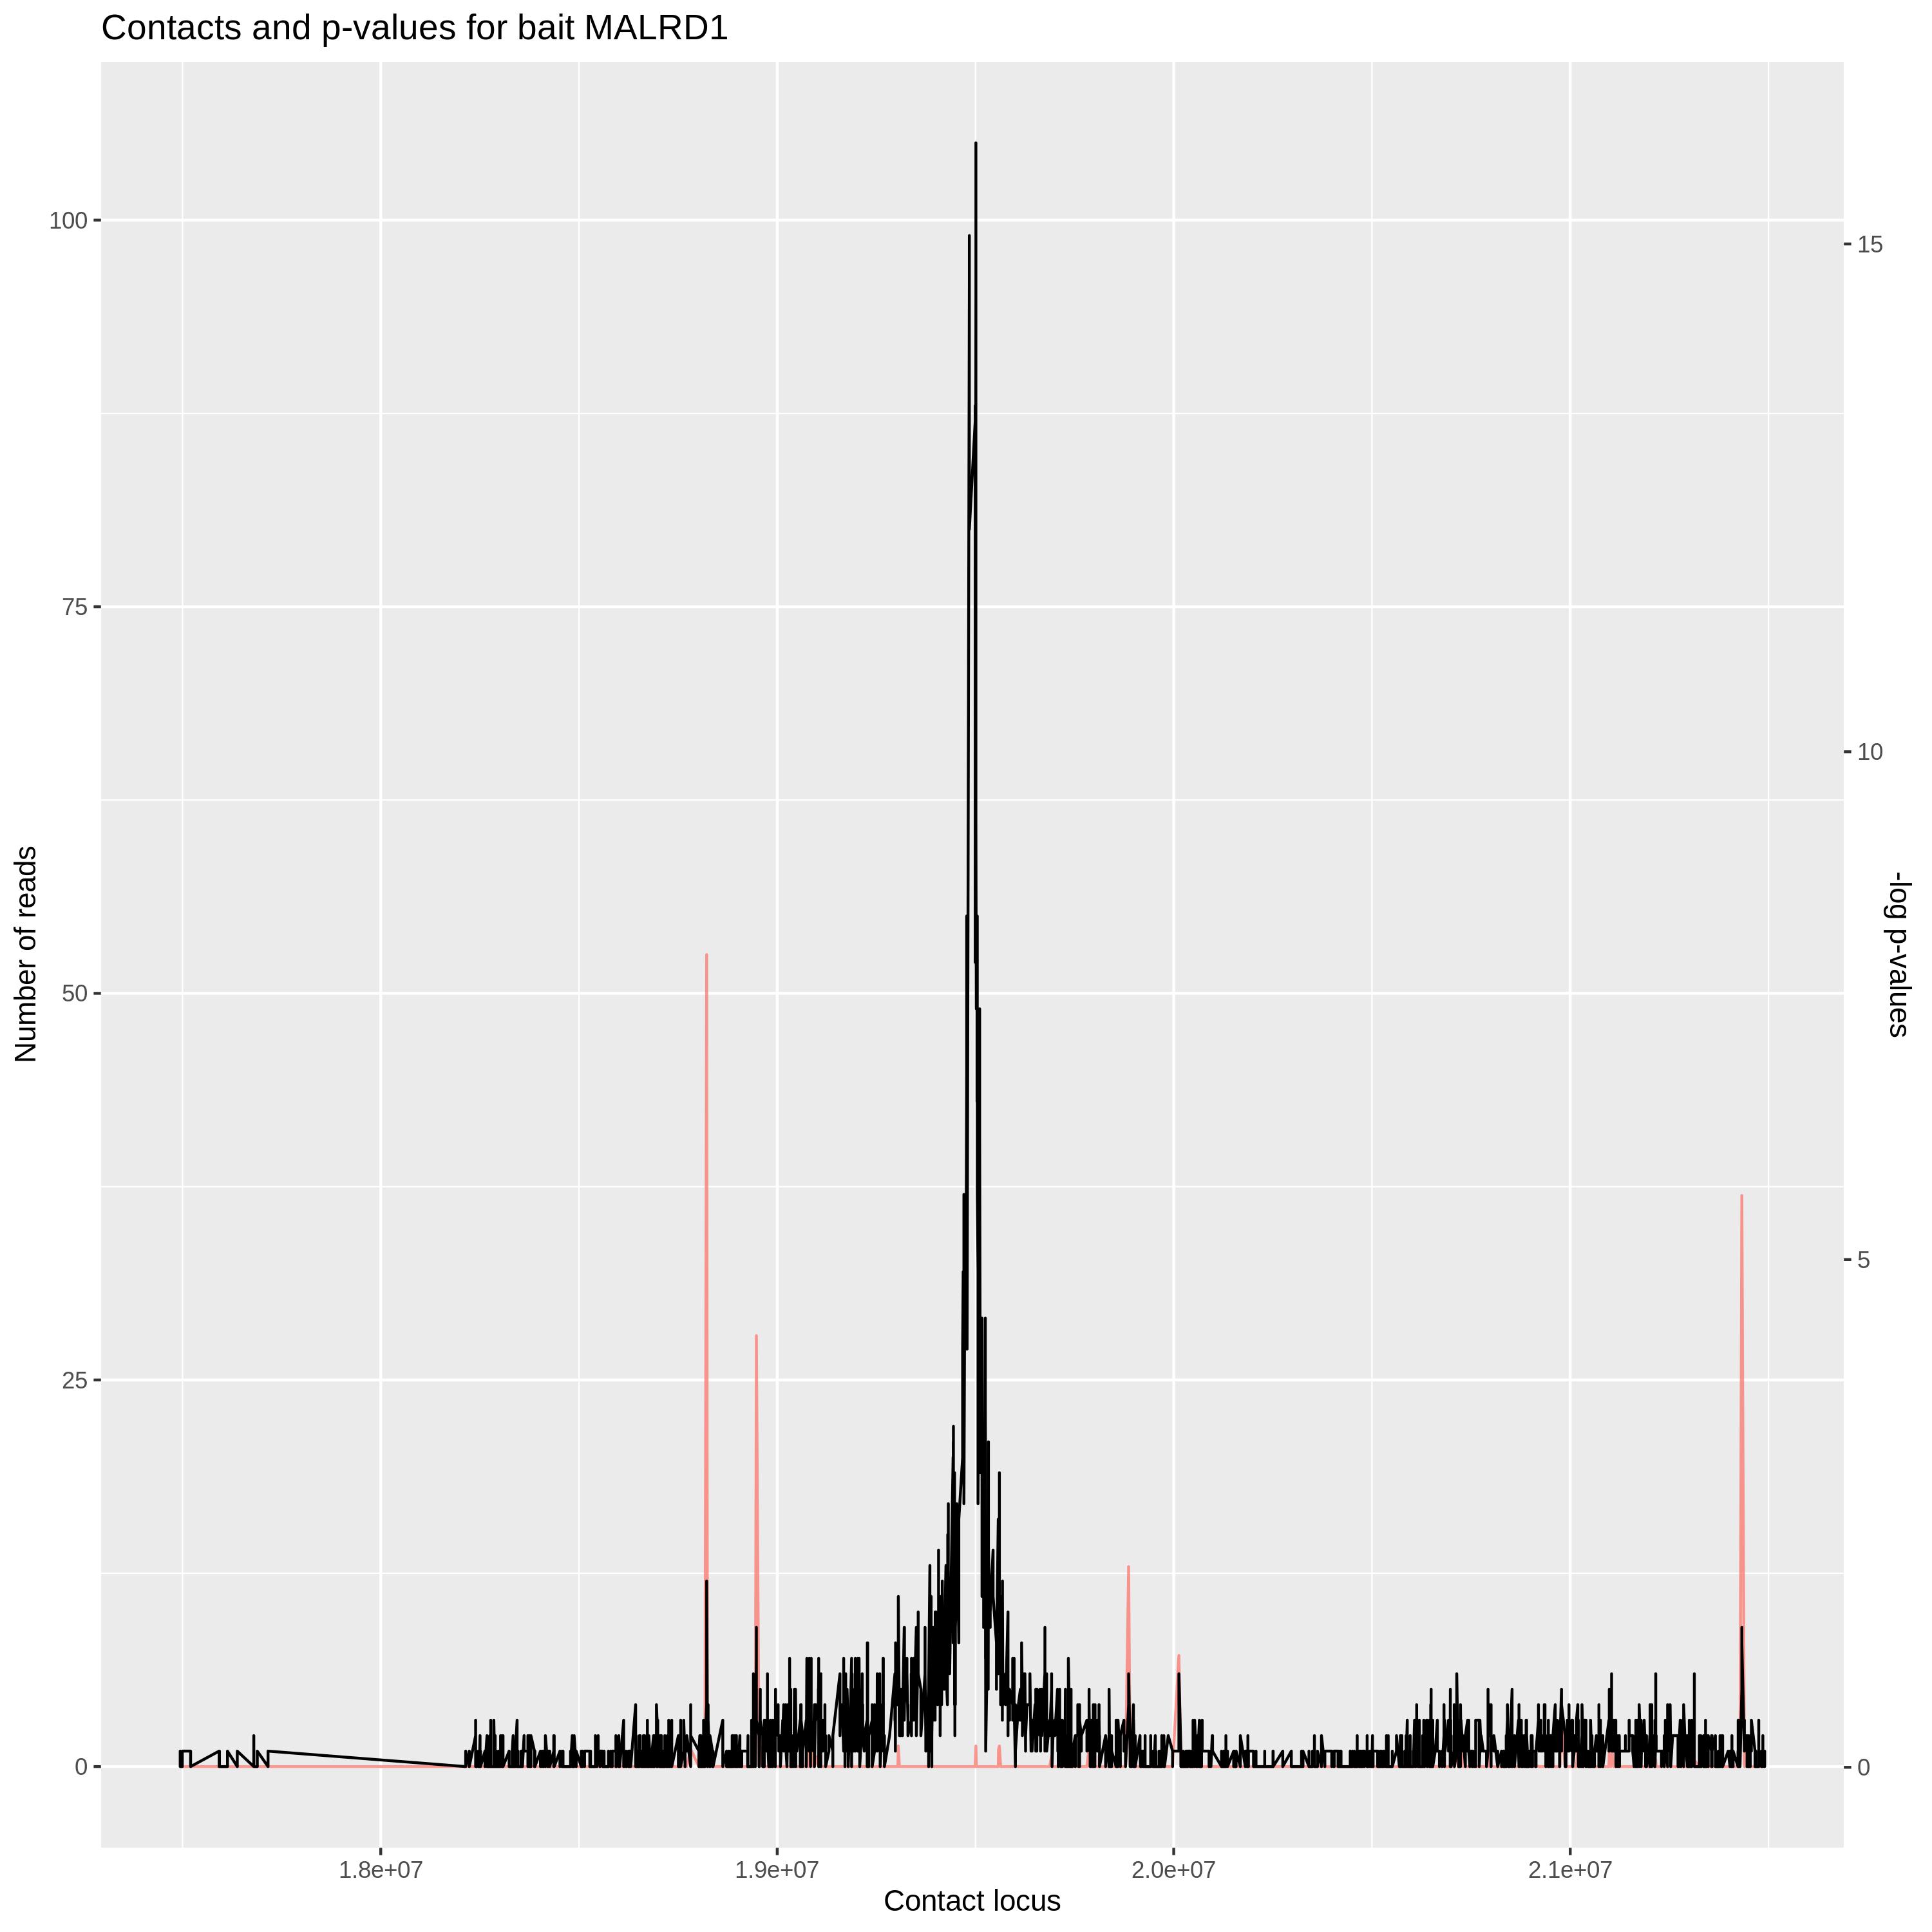 Contacts and p-values for bait MALRD1
100
75
50
25
0
Number of reads
15
10
5
0
-log p-values
1.8e+07
1.9e+07
2.0e+07
2.1e+07
Contact locus